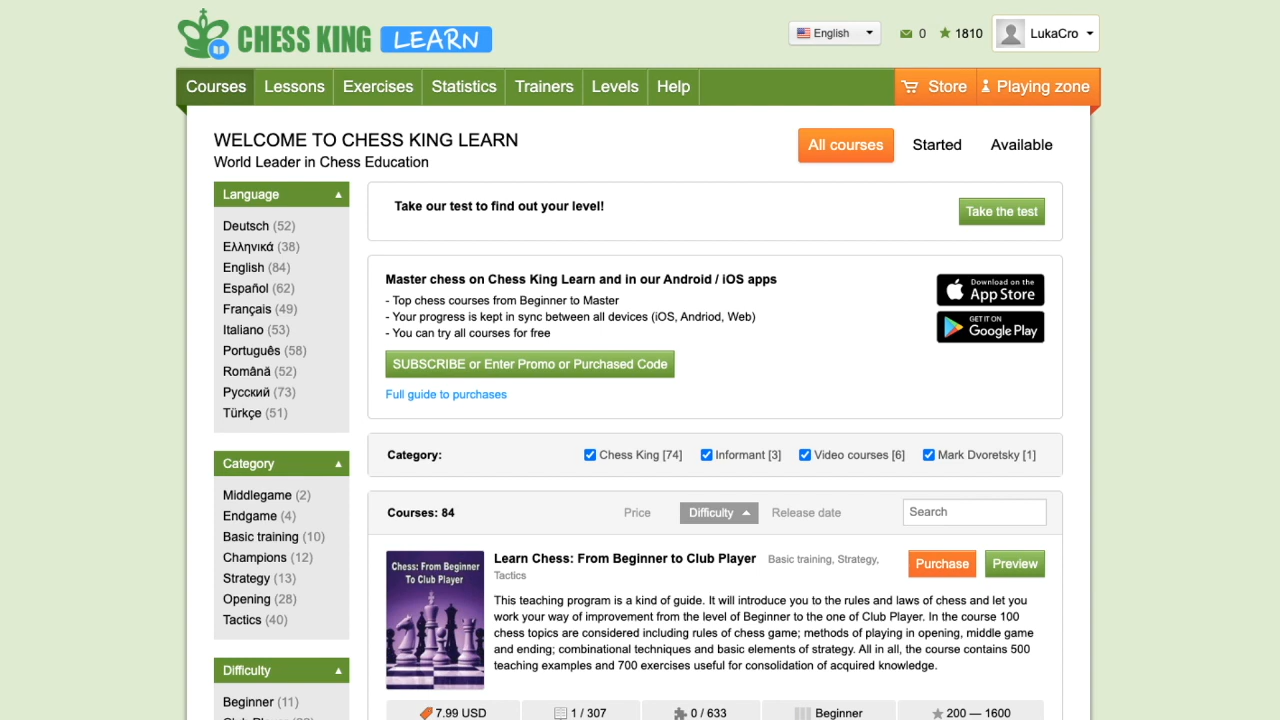 CHESS KING LEARN
English
0
1810
LukaCro
Courses
Lessons
Exercises
Statistics
Trainers
Levels
Help
Store
Playing zone
WELCOME TO CHESS KING LEARN
World Leader in Chess Education
All courses
Started
Available
Language
Deutsch (52)
Ελληνικά (38)
English (84)
Español (62)
Français (49)
Italiano (53)
Português (58)
Română (52)
Русский (73)
Türkçe (51)
Category
Middlegame (2)
Endgame (4)
Basic training (10)
Champions (12)
Strategy (13)
Opening (28)
Tactics (40)
Difficulty
Beginner (11)
Take our test to find out your level!
Take the test
Master chess on Chess King Learn and in our Android / iOS apps
- Top chess courses from Beginner to Master
- Your progress is kept in sync between all devices (iOS, Andriod, Web)
- You can try all courses for free
SUBSCRIBE or Enter Promo or Purchased Code
Full guide to purchases
Download on the
App Store
GET IT ON
Google Play
Category:
Chess King [74]
Informant [3]
Video courses [6]
Mark Dvoretsky [1]
Courses: 84
Price
Difficulty
Release date
Search
Chess: From Beginner
To Club Player
Learn Chess: From Beginner to Club Player
Basic training, Strategy,
Tactics
Purchase
Preview
This teaching program is a kind of guide. It will introduce you to the rules and laws of chess and let you
work your way of improvement from the level of Beginner to the one of Club Player. In the course 100
chess topics are considered including rules of chess game; methods of playing in opening, middle game
and ending; combinational techniques and basic elements of strategy. All in all, the course contains 500
teaching examples and 700 exercises useful for consolidation of acquired knowledge.
7.99 USD
1 / 307
0 / 633
Beginner
200 — 1600